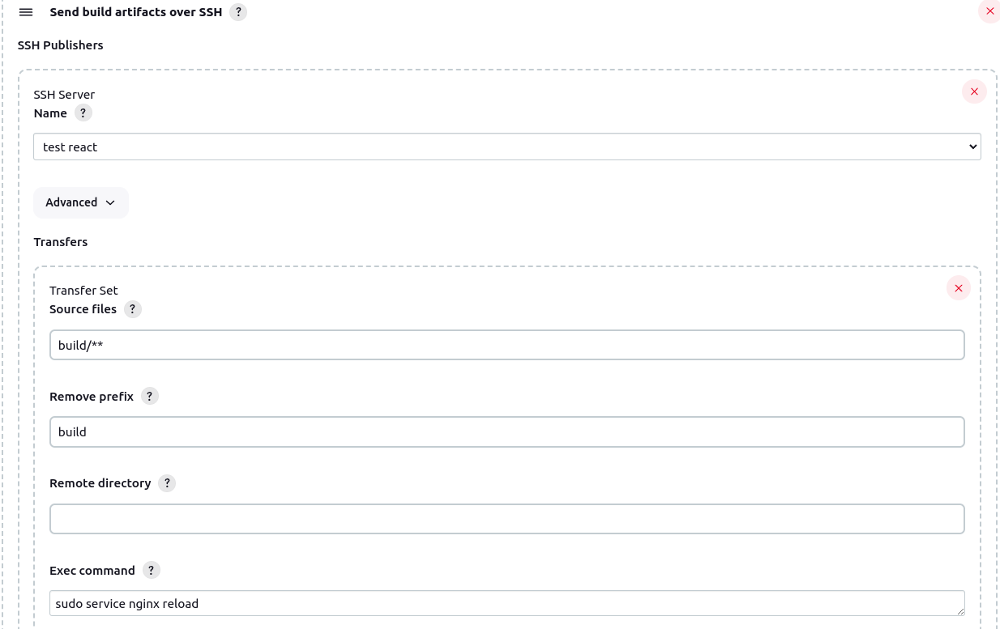 Send build artifacts over SSH ?
SSH Publishers
SSH Server
Name ?
test react
Advanced
Transfers
Transfer Set
Source files ?
build/**
Remove prefix ?
build
Remote directory ?
Exec command ?
sudo service nginx reload